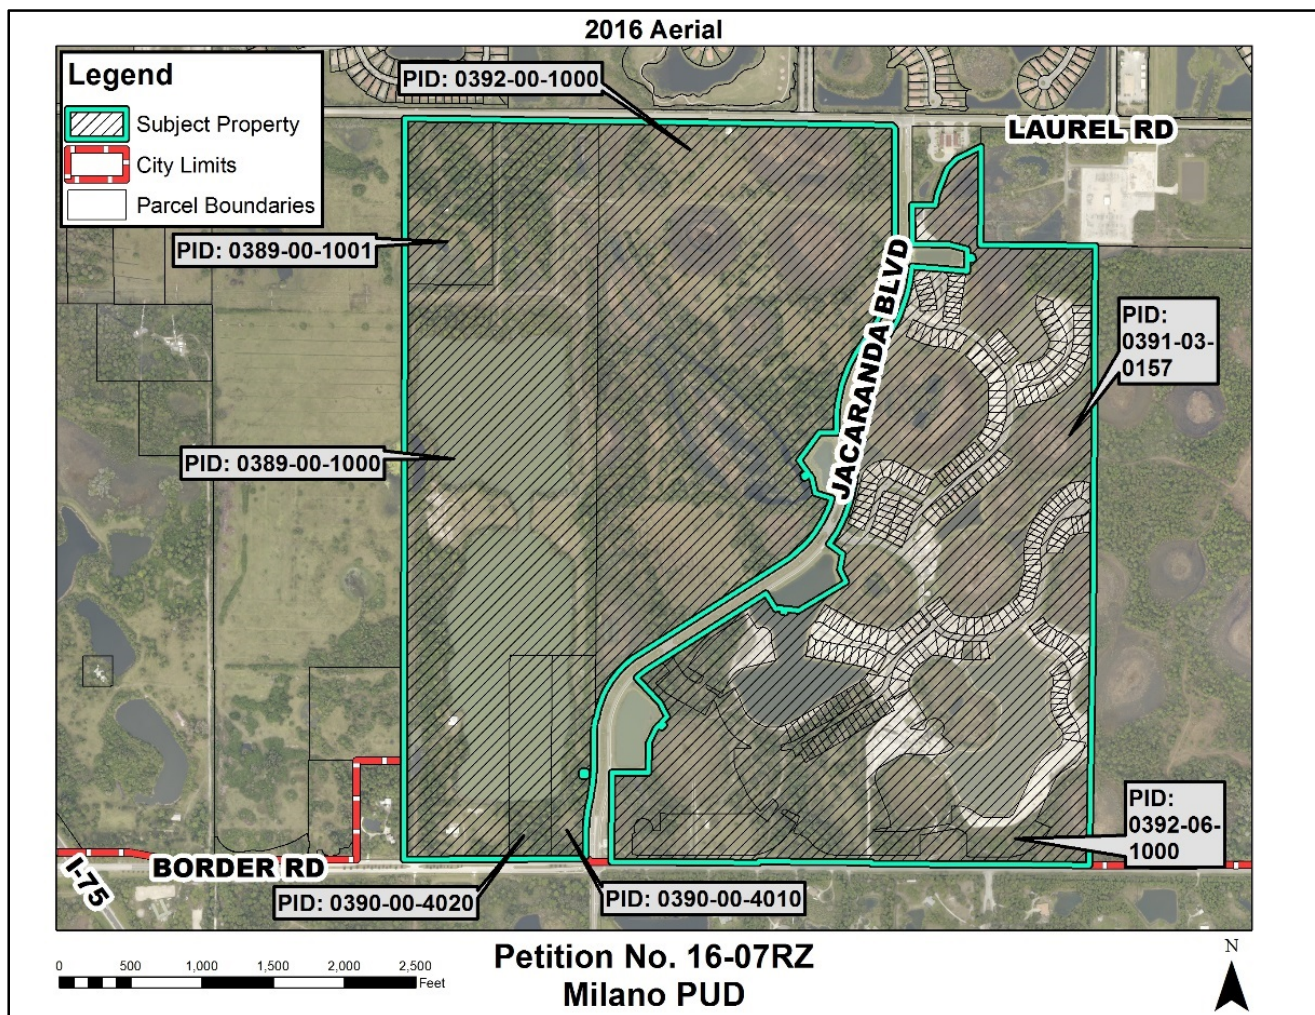 2016 Aerial
Legend
Subject Property
City Limits
Parcel Boundaries
PID: 0392-00-1000
LAUREL RD
PID: 0389-00-1001
JACARANDA BLVD
PID:
0391-03-
0157
PID: 0389-00-1000
PID:
0392-06-
1000
I-75
BORDER RD
PID: 0390-00-4020
PID: 0390-00-4010
0 500 1,000 1,500 2,000 2,500
Feet
Petition No. 16-07RZ
Milano PUD
N